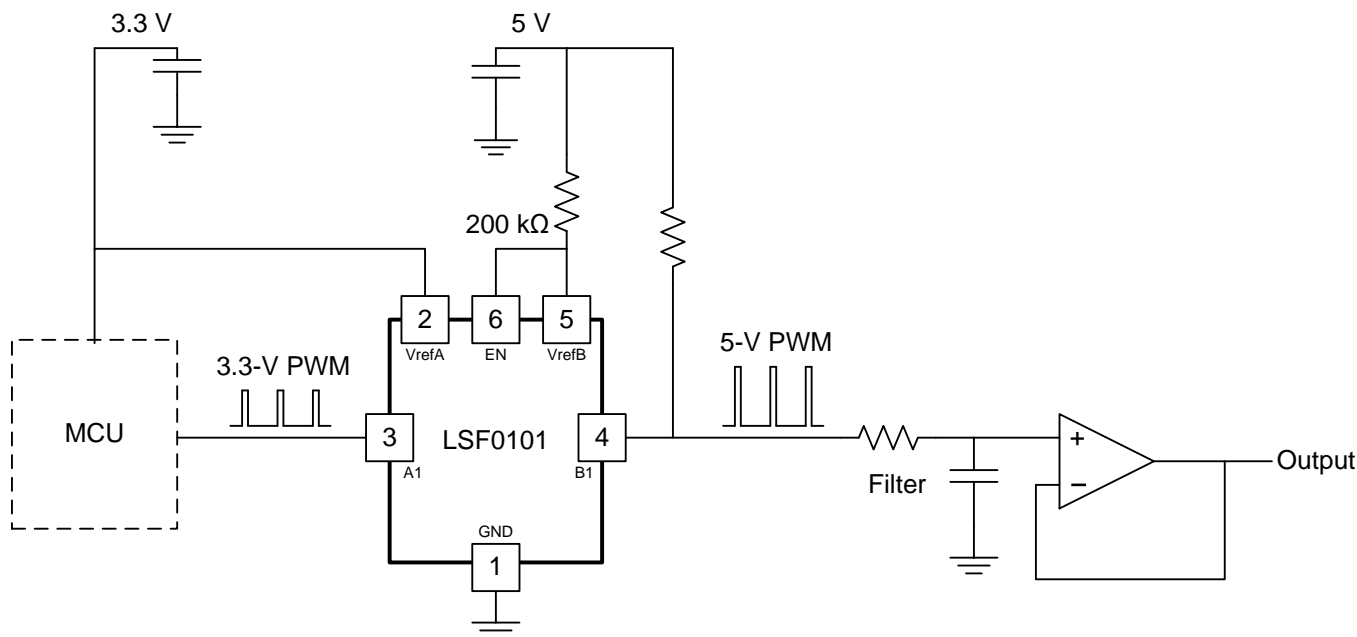 3.3 V
5 V
200 kΩ
2
6
5
VrefA
EN
VrefB
3.3-V PWM
5-V PWM
MCU
3
LSF0101
4
A1
B1
+
−
Output
Filter
GND
1